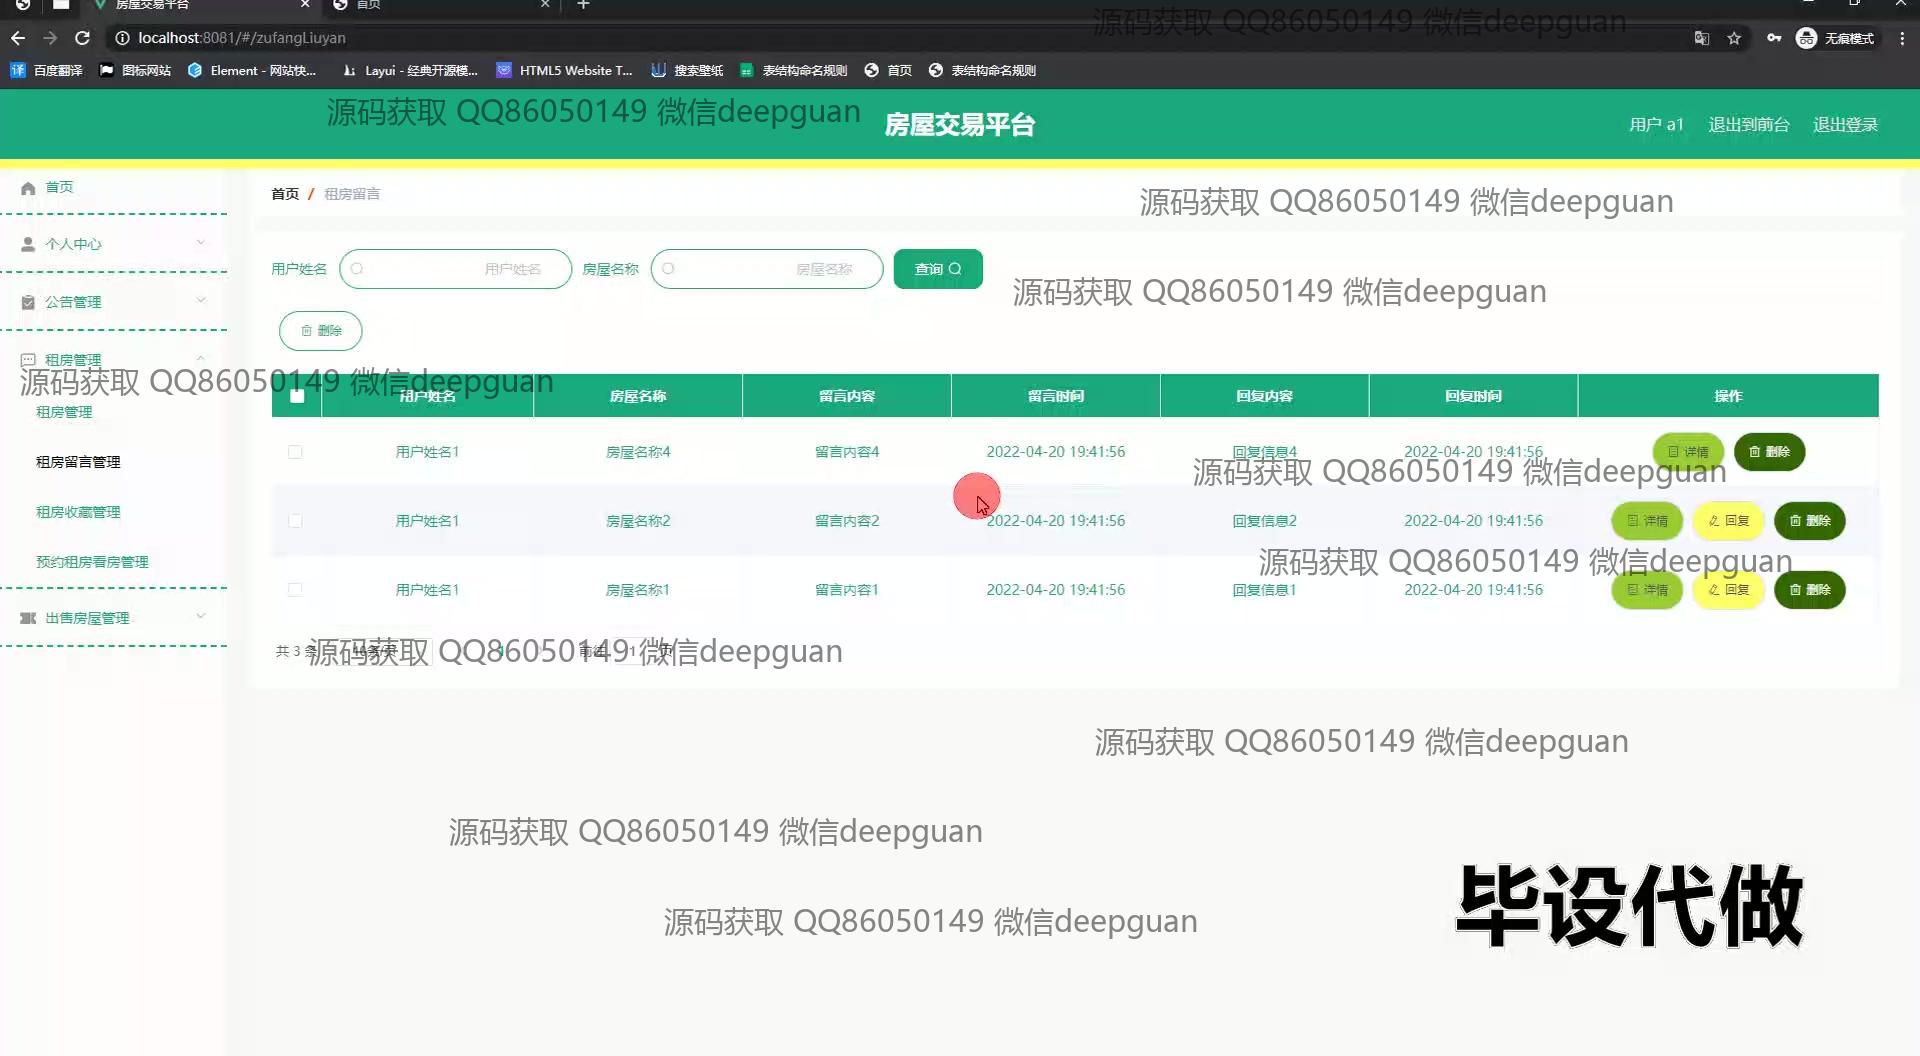 房屋交易平台
首页
源码获取 QQ86050149 微信deepguan
localhost:8081/#/zufangLiuyan
无痕模式
百度翻译
图标网站
Element - 网站快...
Layui - 经典开源模...
HTML5 Website T...
搜索壁纸
表结构命名规则
首页
表结构命名规则
源码获取 QQ86050149 微信deepguan
房屋交易平台
用户 a1
退出到前台
退出登录
首页
个人中心
公告管理
租房管理
租房管理
租房留言管理
租房收藏管理
预约租房看房管理
出售房屋管理
首页 / 租房留言
源码获取 QQ86050149 微信deepguan
用户姓名 用户姓名 房屋名称 房屋名称 查询
源码获取 QQ86050149 微信deepguan
删除
源码获取 QQ86050149 微信deepguan
用户姓名 房屋名称 留言内容 留言时间 回复内容 回复时间 操作
用户姓名1 房屋名称4 留言内容4 2022-04-20 19:41:56 回复信息4 2022-04-20 19:41:56 详情 删除
源码获取 QQ86050149 微信deepguan
用户姓名1 房屋名称2 留言内容2 2022-04-20 19:41:56 回复信息2 2022-04-20 19:41:56 详情 回复 删除
源码获取 QQ86050149 微信deepguan
用户姓名1 房屋名称1 留言内容1 2022-04-20 19:41:56 回复信息1 2022-04-20 19:41:56 详情 回复 删除
共 3 条 10条/页 1 前往 1 页
源码获取 QQ86050149 微信deepguan
源码获取 QQ86050149 微信deepguan
源码获取 QQ86050149 微信deepguan
源码获取 QQ86050149 微信deepguan
毕设代做